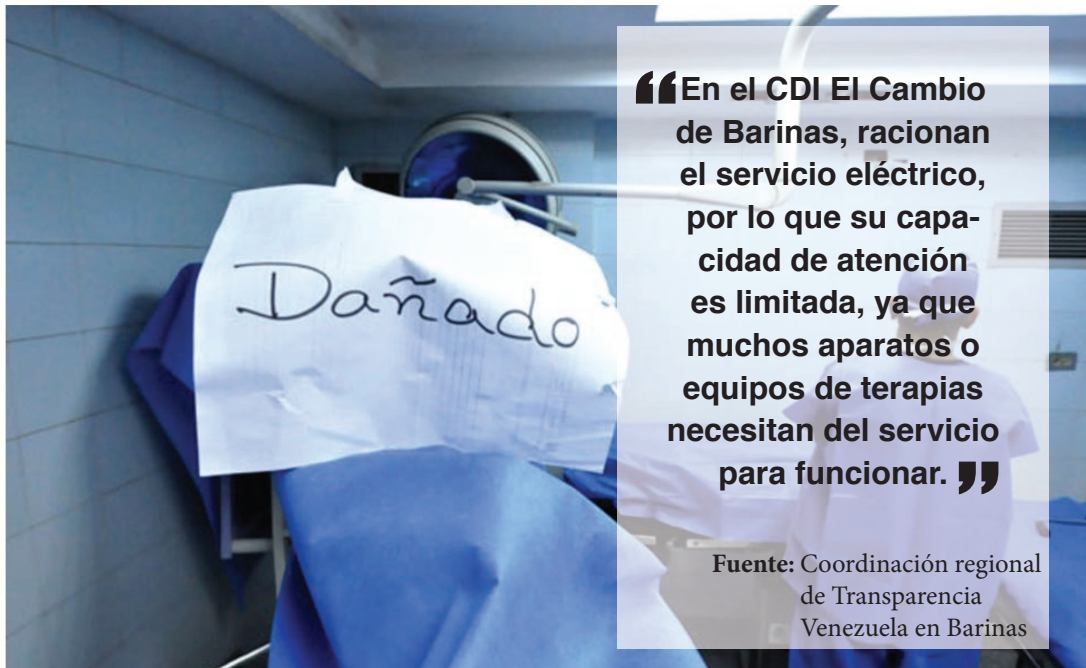 Dañado
“En el CDI El Cambio
de Barinas, racionan
el servicio eléctrico,
por lo que su capa-
cidad de atención
es limitada, ya que
muchos aparatos o
equipos de terapias
necesitan del servicio
para funcionar.”
Fuente: Coordinación regional
de Transparencia
Venezuela en Barinas